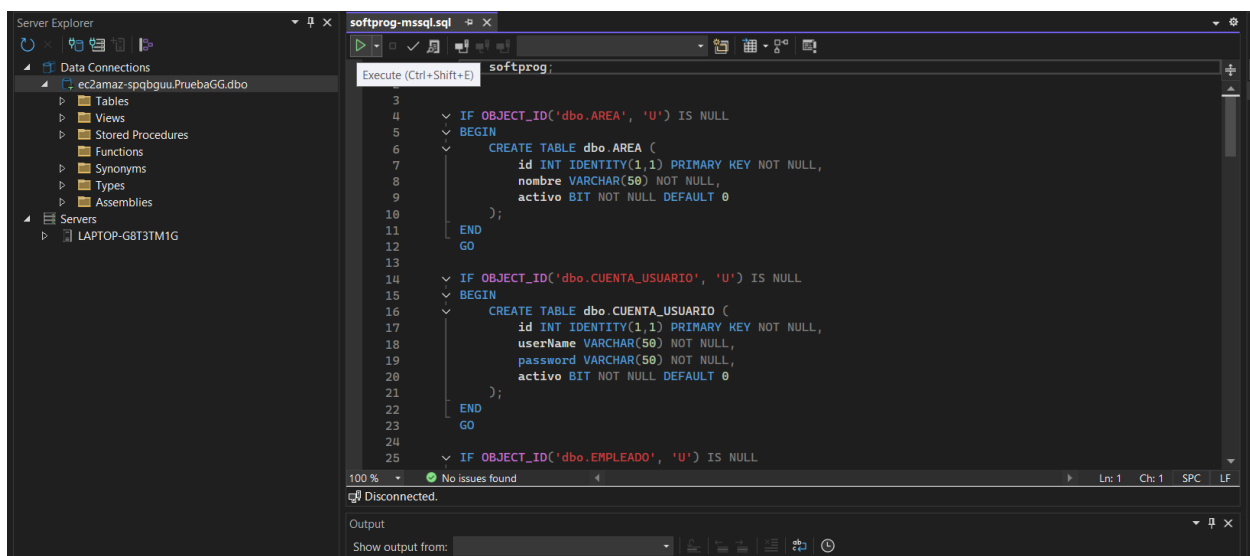 Server Explorer
Data Connections
ec2amaz-spqbguu.PruebaGG.dbo
Tables
Views
Stored Procedures
Functions
Synonyms
Types
Assemblies
Servers
LAPTOP-G8T3TM1G
softprog-mssql.sql
Execute (Ctrl+Shift+E)
softprog;
3
4 IF OBJECT_ID('dbo.AREA', 'U') IS NULL
5 BEGIN
6 CREATE TABLE dbo.AREA (
7 id INT IDENTITY(1,1) PRIMARY KEY NOT NULL,
8 nombre VARCHAR(50) NOT NULL,
9 activo BIT NOT NULL DEFAULT 0
10 );
11 END
12 GO
13
14 IF OBJECT_ID('dbo.CUENTA_USUARIO', 'U') IS NULL
15 BEGIN
16 CREATE TABLE dbo.CUENTA_USUARIO (
17 id INT IDENTITY(1,1) PRIMARY KEY NOT NULL,
18 userName VARCHAR(50) NOT NULL,
19 password VARCHAR(50) NOT NULL,
20 activo BIT NOT NULL DEFAULT 0
21 );
22 END
23 GO
24
25 IF OBJECT_ID('dbo.EMPLEADO', 'U') IS NULL
100 % No issues found Ln: 1 Ch: 1 SPC LF
Disconnected.
Output
Show output from: